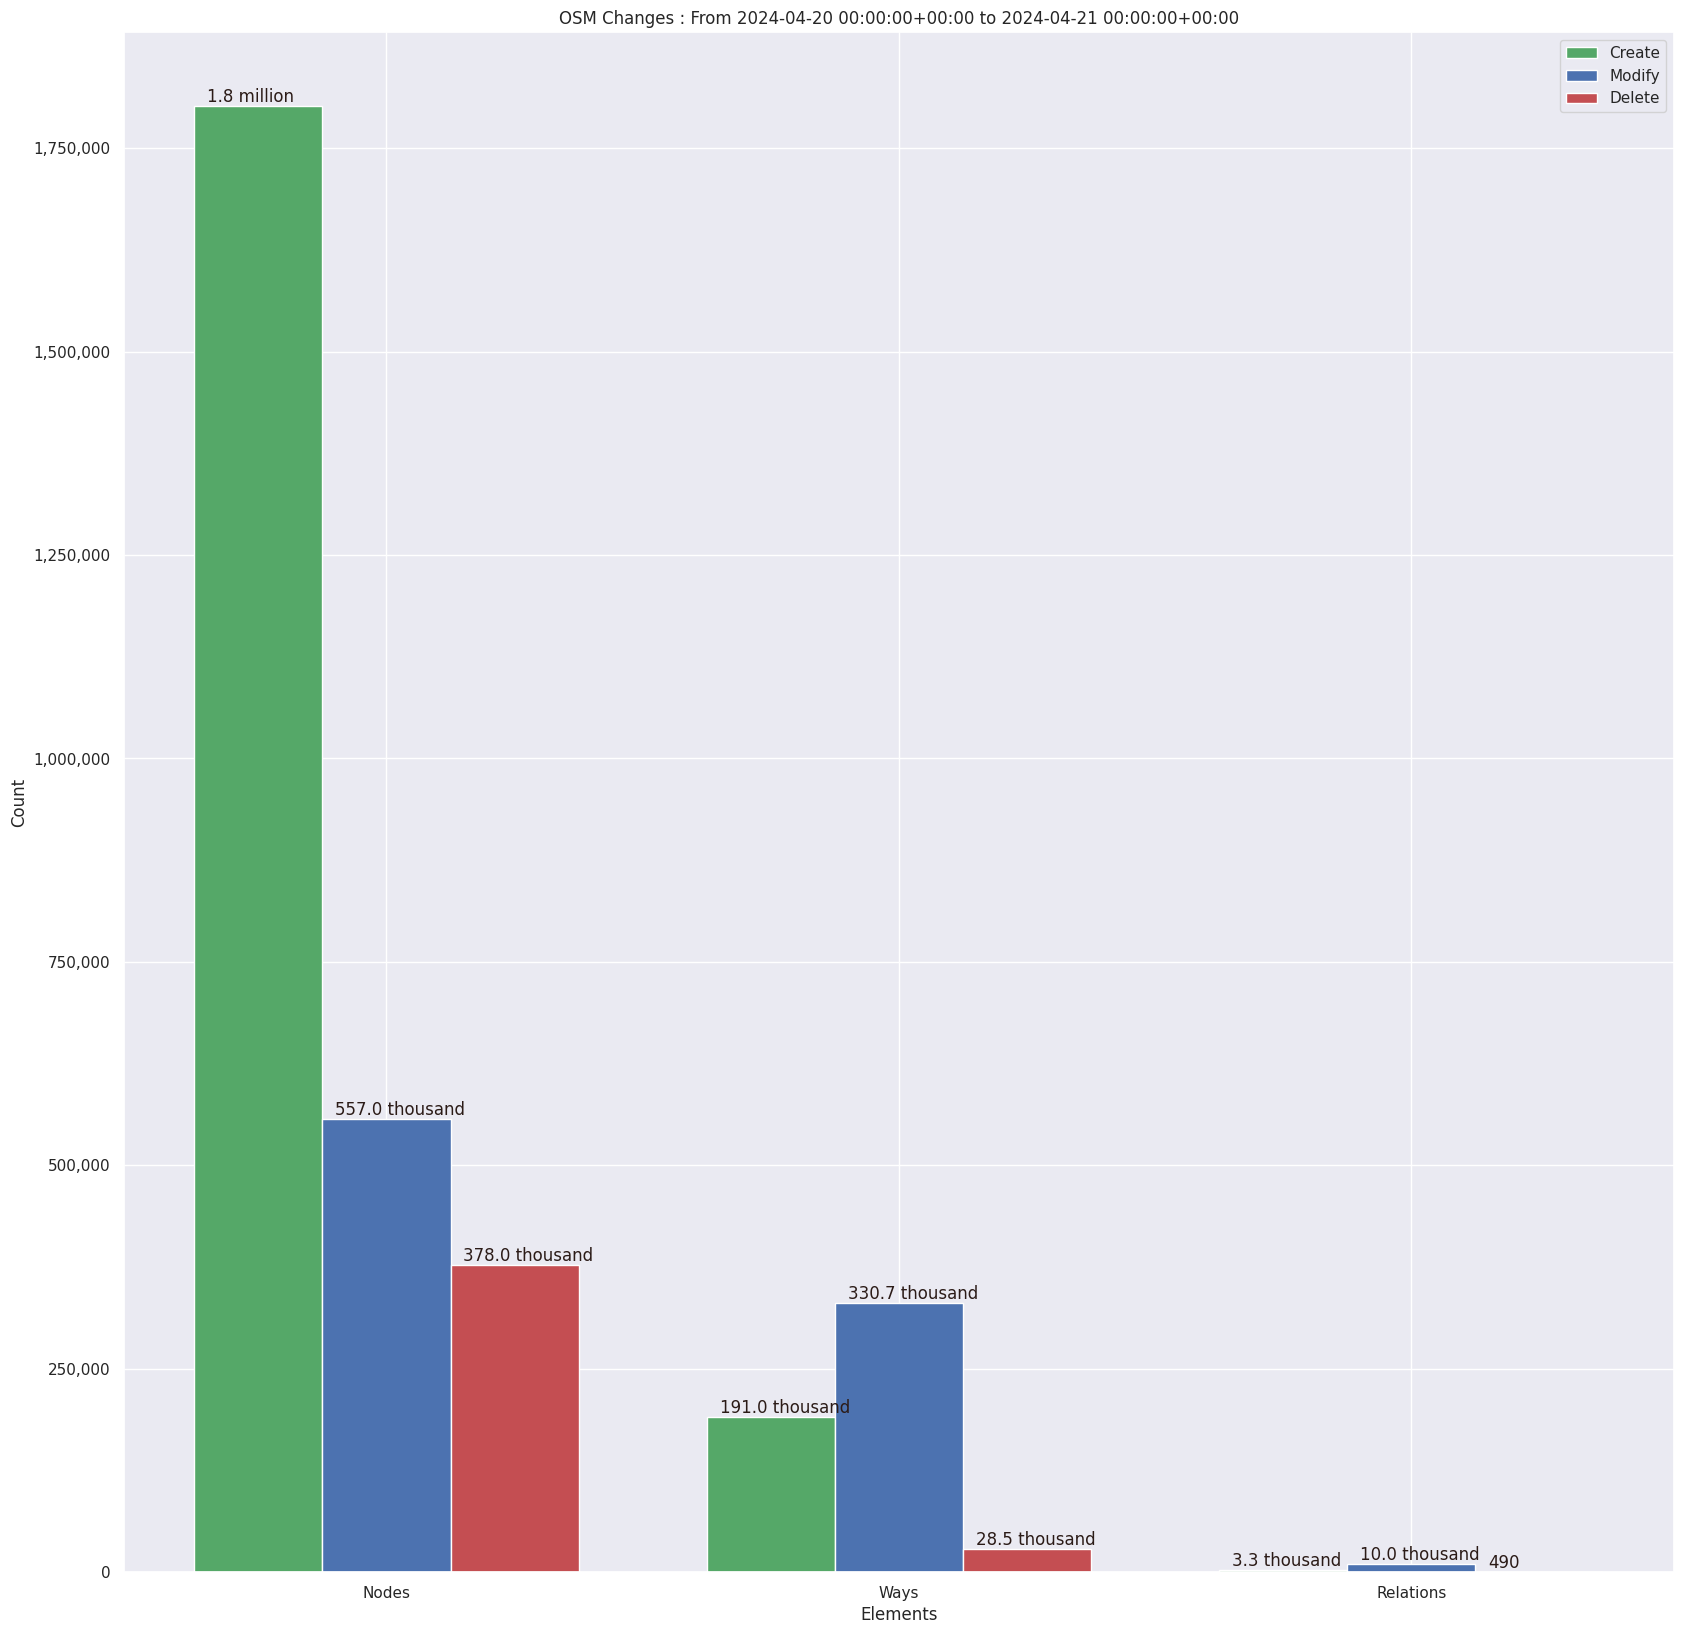 OSM Changes : From 2024-04-20 00:00:00+00:00 to 2024-04-21 00:00:00+00:00
Create
Modify
Delete
1.8 million
1,750,000
1,500,000
1,250,000
1,000,000
Count
750,000
557.0 thousand
500,000
378.0 thousand
330.7 thousand
250,000
191.0 thousand
28.5 thousand
3.3 thousand
10.0 thousand
490
0
Nodes
Ways
Relations
Elements